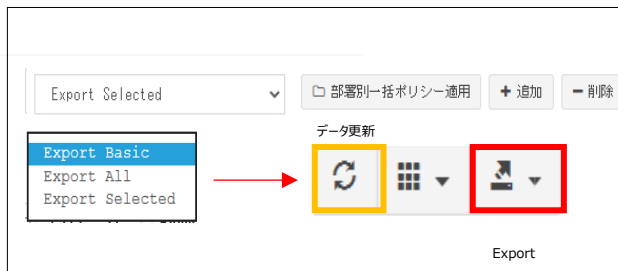 Export Selected
部署別一括ポリシー適用
追加
削除
データ更新
Export Basic
Export All
Export Selected
Export